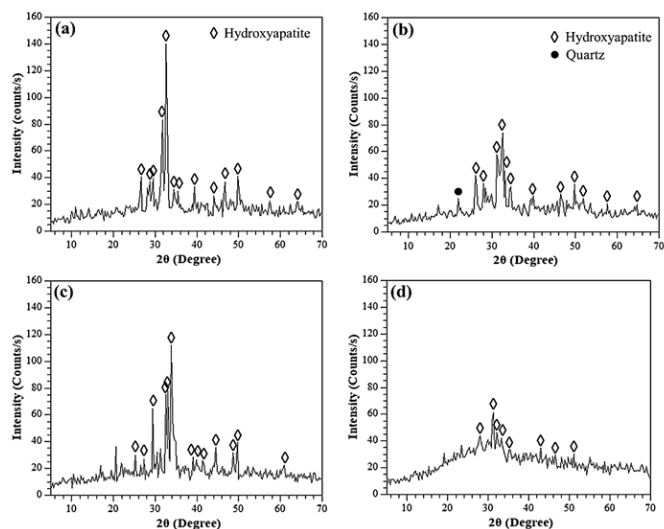 (a)
◊ Hydroxyapatite
Intensity (counts/s)
160
140
120
100
80
60
40
20
0
10 20 30 40 50 60 70
2θ (Degree)
(b)
◊ Hydroxyapatite
● Quartz
Intensity (Counts/s)
160
140
120
100
80
60
40
20
0
10 20 30 40 50 60 70
2θ (Degree)
(c)
Intensity (Counts/s)
160
140
120
100
80
60
40
20
0
10 20 30 40 50 60 70
2θ (Degree)
(d)
Intensity (Counts/s)
160
140
120
100
80
60
40
20
0
10 20 30 40 50 60 70
2θ (Degree)